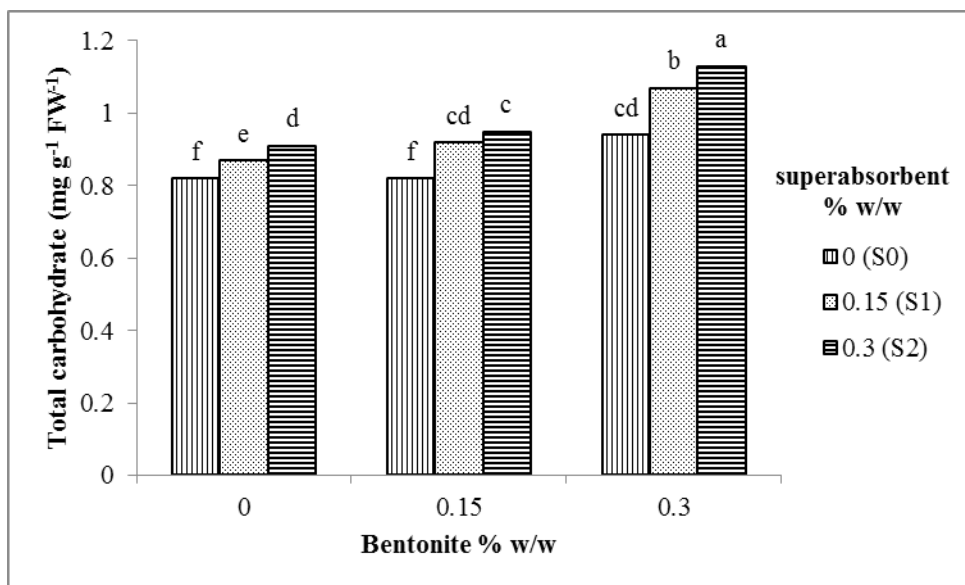 Total carbohydrate (mg g-1 FW-1)
1.2
1
0.8
0.6
0.4
0.2
0
f
e
d
f
cd
c
cd
b
a
0
0.15
0.3
Bentonite % w/w
superabsorbent
% w/w
0 (S0)
0.15 (S1)
0.3 (S2)